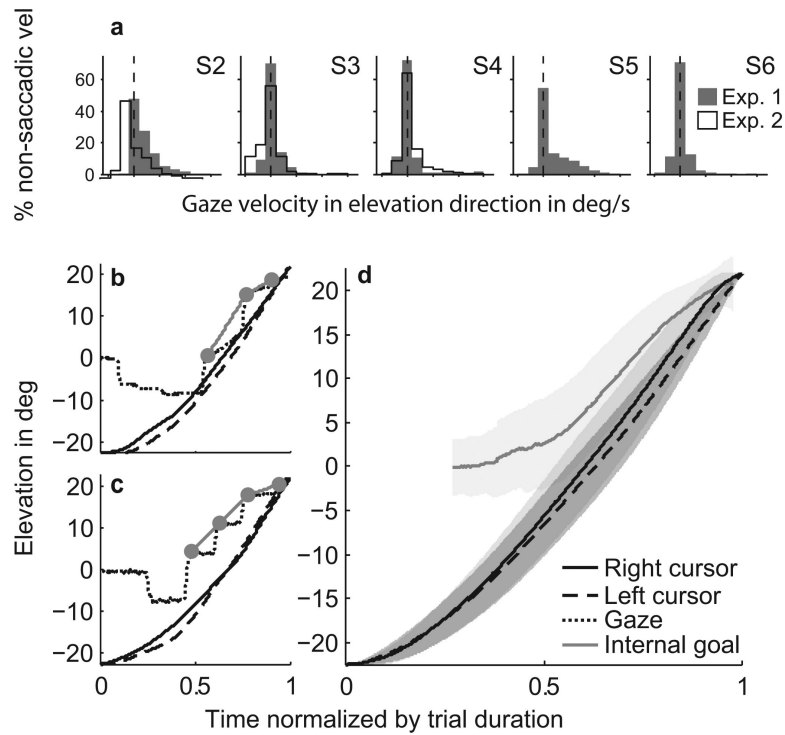 a
% non-saccadic vel
S2
S3
S4
S5
S6
60
40
20
0
Exp. 1
Exp. 2
Gaze velocity in elevation direction in deg/s
b
20
10
0
−10
−20
c
20
10
0
−10
−20
0
0.5
1
Elevation in deg
d
20
15
10
5
0
−5
−10
−15
−20
0
0.5
1
Right cursor
Left cursor
Gaze
Internal goal
Time normalized by trial duration